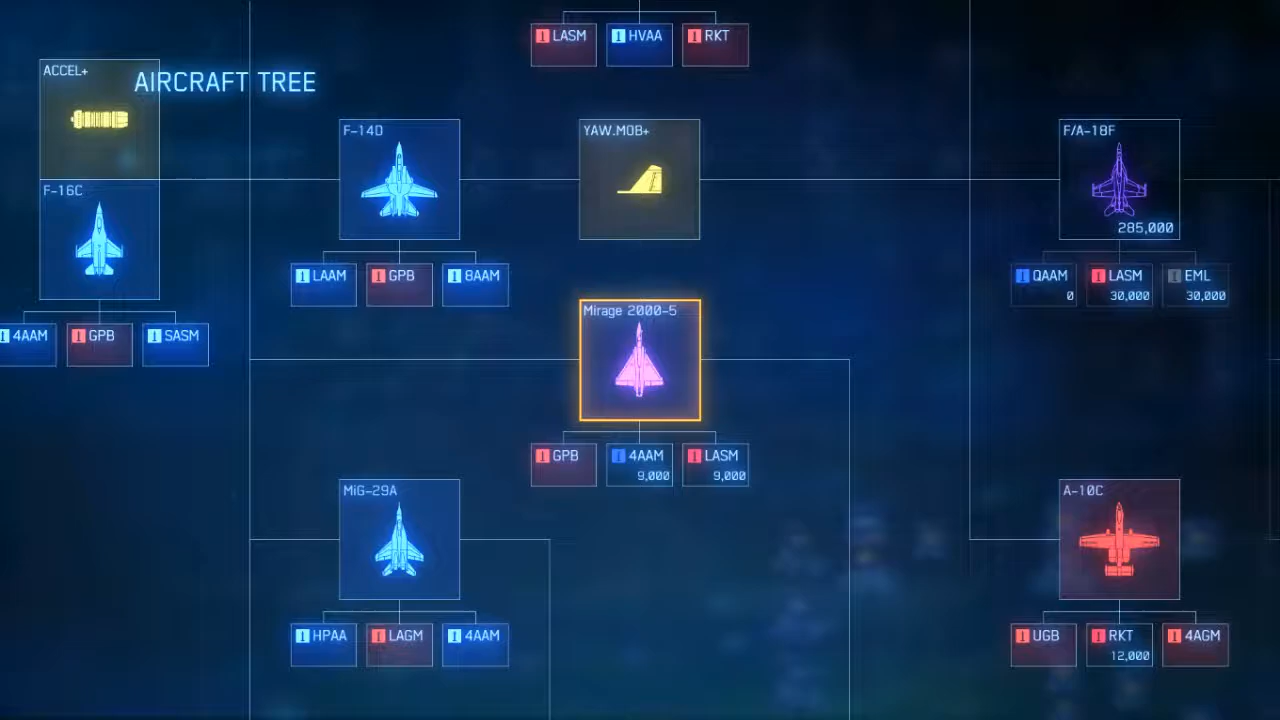 LASM
HVAA
RKT
ACCEL+
AIRCRAFT TREE
F-14D
YAW.MOB+
F/A-18F
285,000
F-16C
LAAM
GPB
8AAM
QAAM
0
LASM
30,000
EML
30,000
4AAM
GPB
SASM
Mirage 2000-5
GPB
4AAM
9,000
LASM
9,000
MiG-29A
A-10C
HPAA
LAGM
4AAM
UGB
RKT
12,000
4AGM